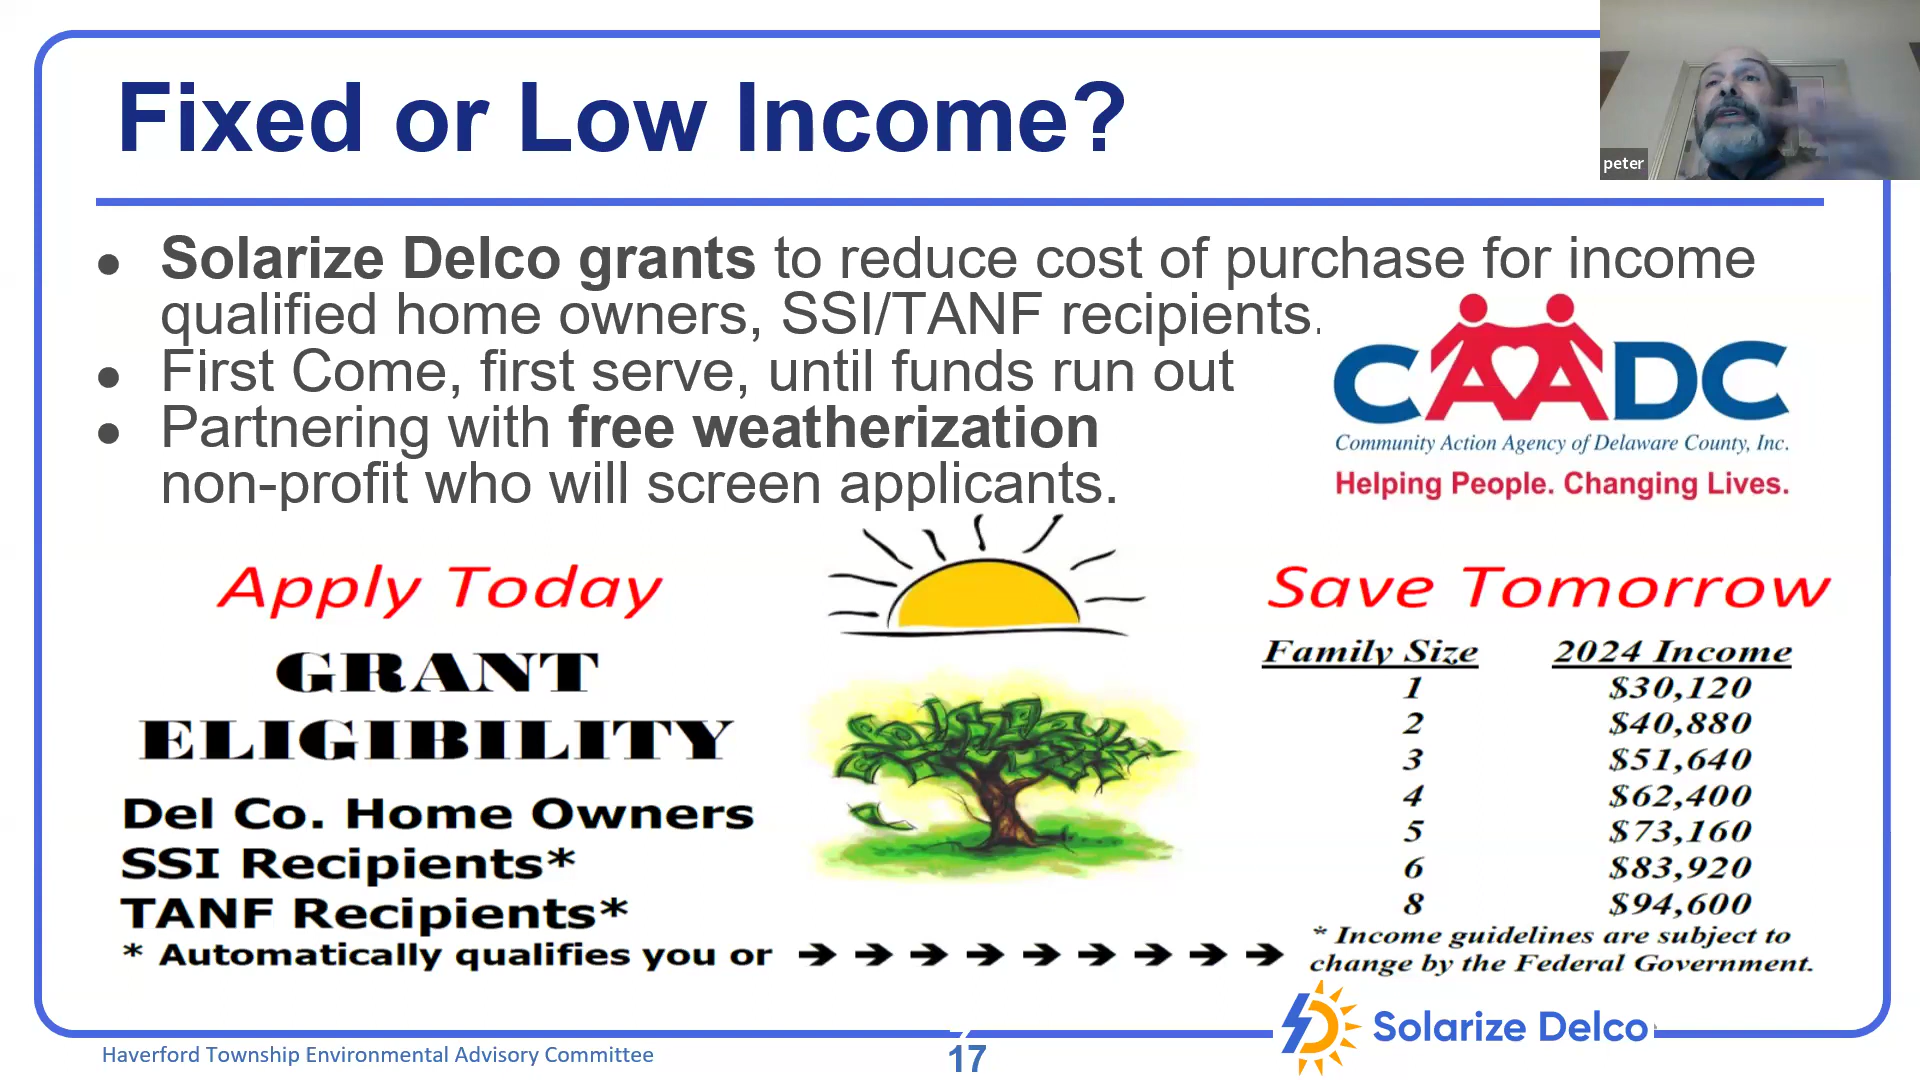 Fixed or Low Income?
peter
● Solarize Delco grants to reduce cost of purchase for income
qualified home owners, SSI/TANF recipients.
● First Come, first serve, until funds run out
● Partnering with free weatherization
non-profit who will screen applicants.
CAADC
Community Action Agency of Delaware County, Inc.
Helping People. Changing Lives.
Apply Today
GRANT
ELIGIBILITY
Del Co. Home Owners
SSI Recipients*
TANF Recipients*
* Automatically qualifies you or
Save Tomorrow
Family Size 2024 Income
1 $30,120
2 $40,880
3 $51,640
4 $62,400
5 $73,160
6 $83,920
8 $94,600
* Income guidelines are subject to
change by the Federal Government.
Solarize Delco
Haverford Township Environmental Advisory Committee
17